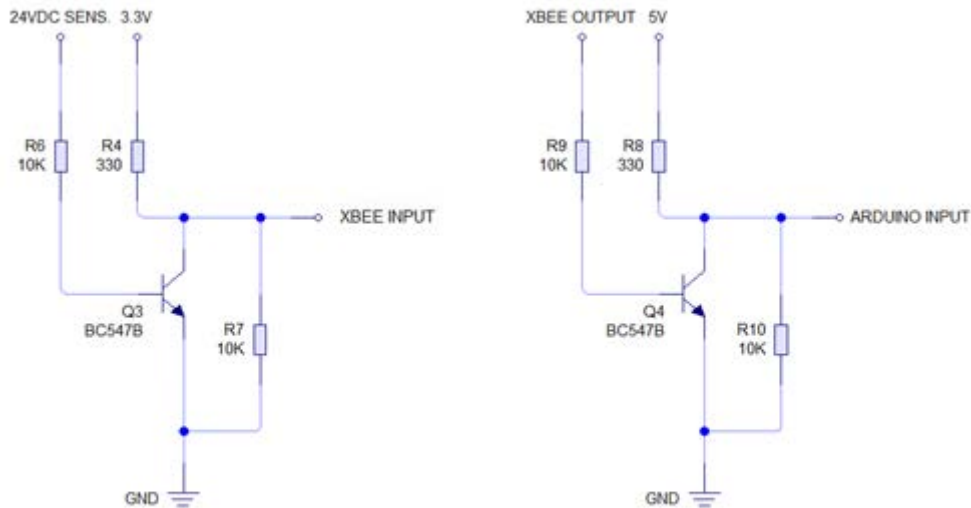 24VDC SENS. 3.3V
R6
10K
R4
330
XBEE INPUT
Q3
BC547B
R7
10K
GND
XBEE OUTPUT 5V
R9
10K
R8
330
ARDUINO INPUT
Q4
BC547B
R10
10K
GND